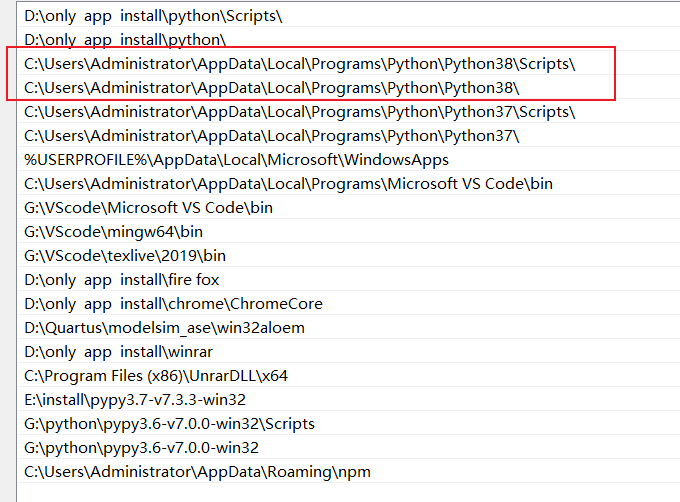 D:\only app install\python\Scripts\
D:\only app install\python\
C:\Users\Administrator\AppData\Local\Programs\Python\Python38\Scripts\
C:\Users\Administrator\AppData\Local\Programs\Python\Python38\
C:\Users\Administrator\AppData\Local\Programs\Python\Python37\Scripts\
C:\Users\Administrator\AppData\Local\Programs\Python\Python37\
%USERPROFILE%\AppData\Local\Microsoft\WindowsApps
C:\Users\Administrator\AppData\Local\Programs\Microsoft VS Code\bin
G:\VScode\Microsoft VS Code\bin
G:\VScode\mingw64\bin
G:\VScode\texlive\2019\bin
D:\only app install\fire fox
D:\only app install\chrome\ChromeCore
D:\Quartus\modelsim_ase\win32aloem
D:\only app install\winrar
C:\Program Files (x86)\UnrarDLL\x64
E:\install\pypy3.7-v7.3.3-win32
G:\python\pypy3.6-v7.0.0-win32\Scripts
G:\python\pypy3.6-v7.0.0-win32
C:\Users\Administrator\AppData\Roaming\npm